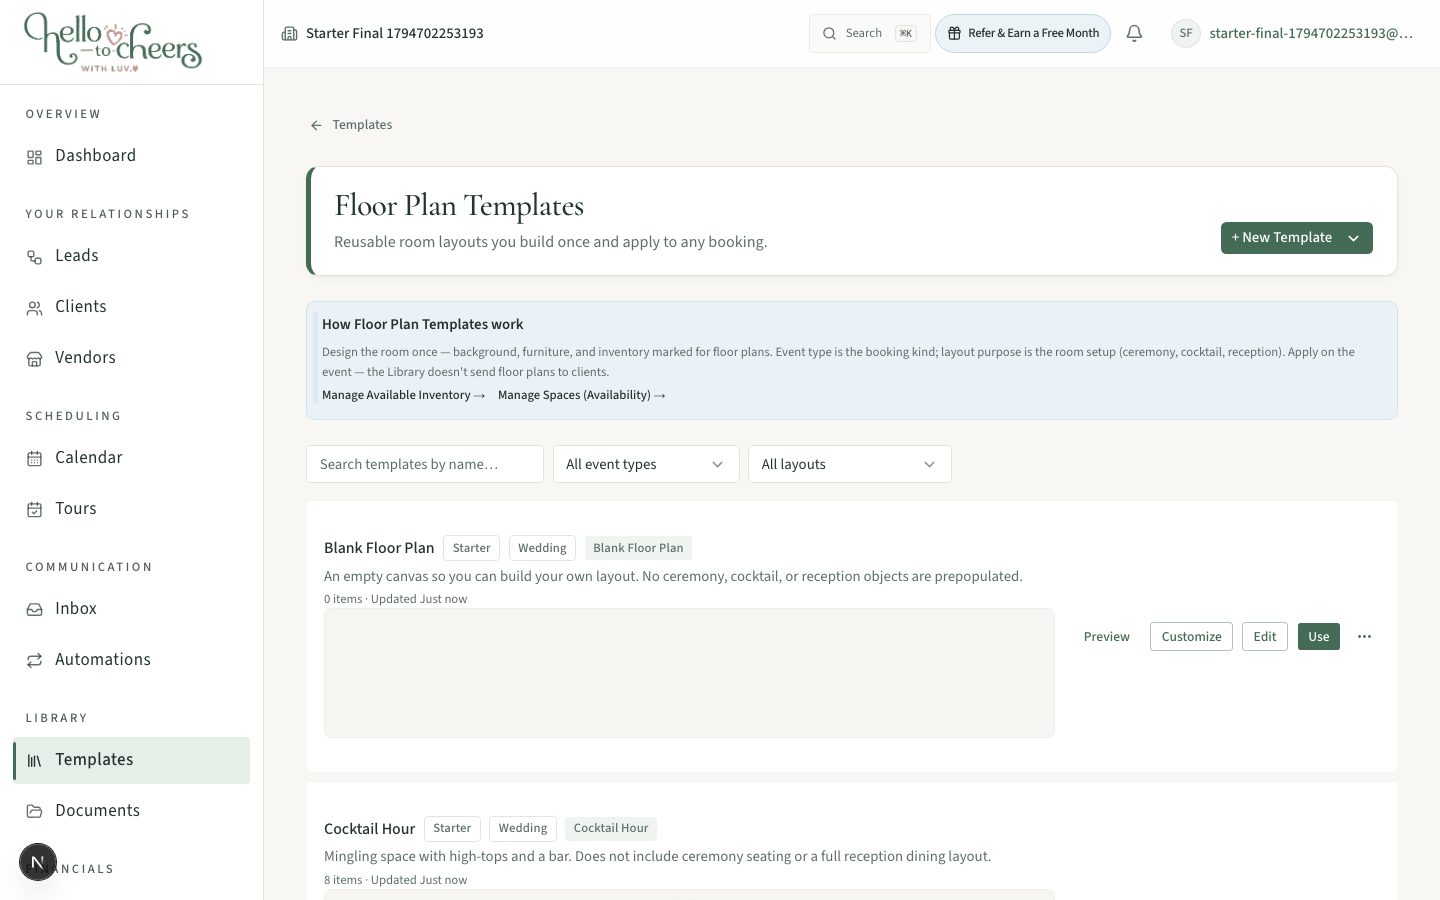 hello
to cheers
WITH LUV.
Starter Final 1794702253193
Search
⌘K
Refer & Earn a Free Month
SF
starter-final-1794702253193@…
OVERVIEW
Dashboard
YOUR RELATIONSHIPS
Leads
Clients
Vendors
SCHEDULING
Calendar
Tours
COMMUNICATION
Inbox
Automations
LIBRARY
Templates
Documents
N
Templates
Floor Plan Templates
Reusable room layouts you build once and apply to any booking.
+ New Template
How Floor Plan Templates work
Design the room once — background, furniture, and inventory marked for floor plans. Event type is the booking kind; layout purpose is the room setup (ceremony, cocktail, reception). Apply on the
event — the Library doesn't send floor plans to clients.
Manage Available Inventory → Manage Spaces (Availability) →
Search templates by name…
All event types
All layouts
Blank Floor Plan Starter Wedding Blank Floor Plan
An empty canvas so you can build your own layout. No ceremony, cocktail, or reception objects are prepopulated.
0 items · Updated Just now
Preview Customize Edit Use
Cocktail Hour Starter Wedding Cocktail Hour
Mingling space with high-tops and a bar. Does not include ceremony seating or a full reception dining layout.
8 items · Updated Just now